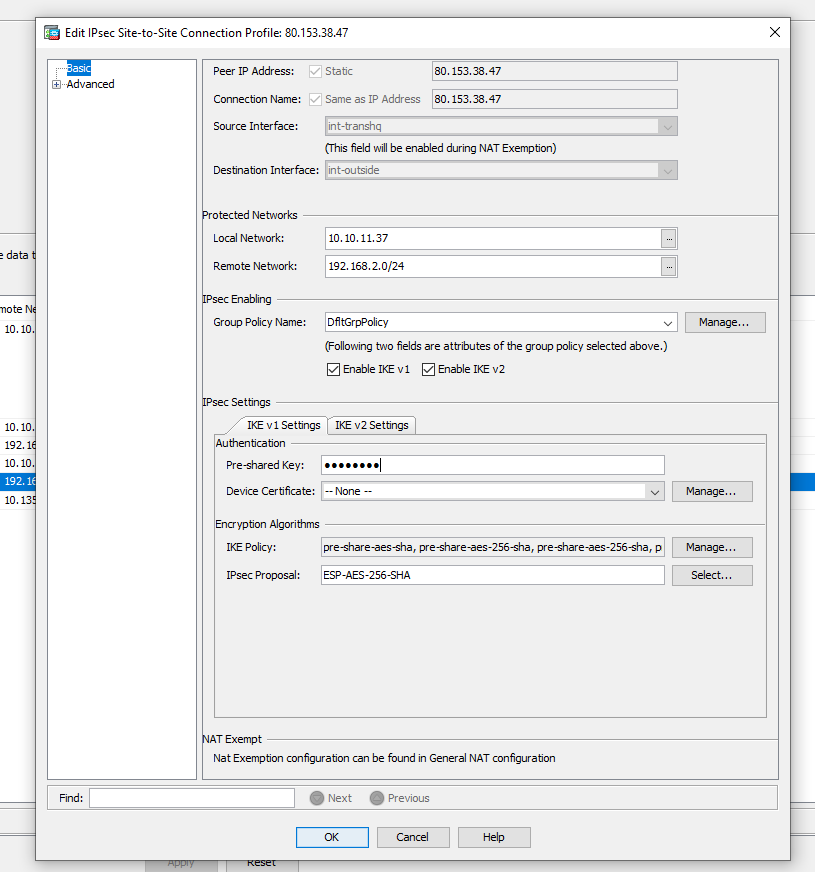 Edit IPsec Site-to-Site Connection Profile: 80.153.38.47
Basic
Advanced
Peer IP Address: Static 80.153.38.47
Connection Name: Same as IP Address 80.153.38.47
Source Interface: int-transhq
(This field will be enabled during NAT Exemption)
Destination Interface: int-outside
Protected Networks
Local Network: 10.10.11.37 ...
Remote Network: 192.168.2.0/24 ...
IPsec Enabling
Group Policy Name: DfltGrpPolicy Manage...
(Following two fields are attributes of the group policy selected above.)
Enable IKE v1 Enable IKE v2
IPsec Settings
IKE v1 Settings IKE v2 Settings
Authentication
Pre-shared Key: ●●●●●●●●
Device Certificate: -- None -- Manage...
Encryption Algorithms
IKE Policy: pre-share-aes-sha, pre-share-aes-256-sha, pre-share-aes-256-sha, p Manage...
IPsec Proposal: ESP-AES-256-SHA Select...
NAT Exempt
Nat Exemption configuration can be found in General NAT configuration
Find: Next Previous
OK Cancel Help
e data t
mote Ne
10.10.
10.10.
192.16
10.10.
192.16
10.135
Apply Reset